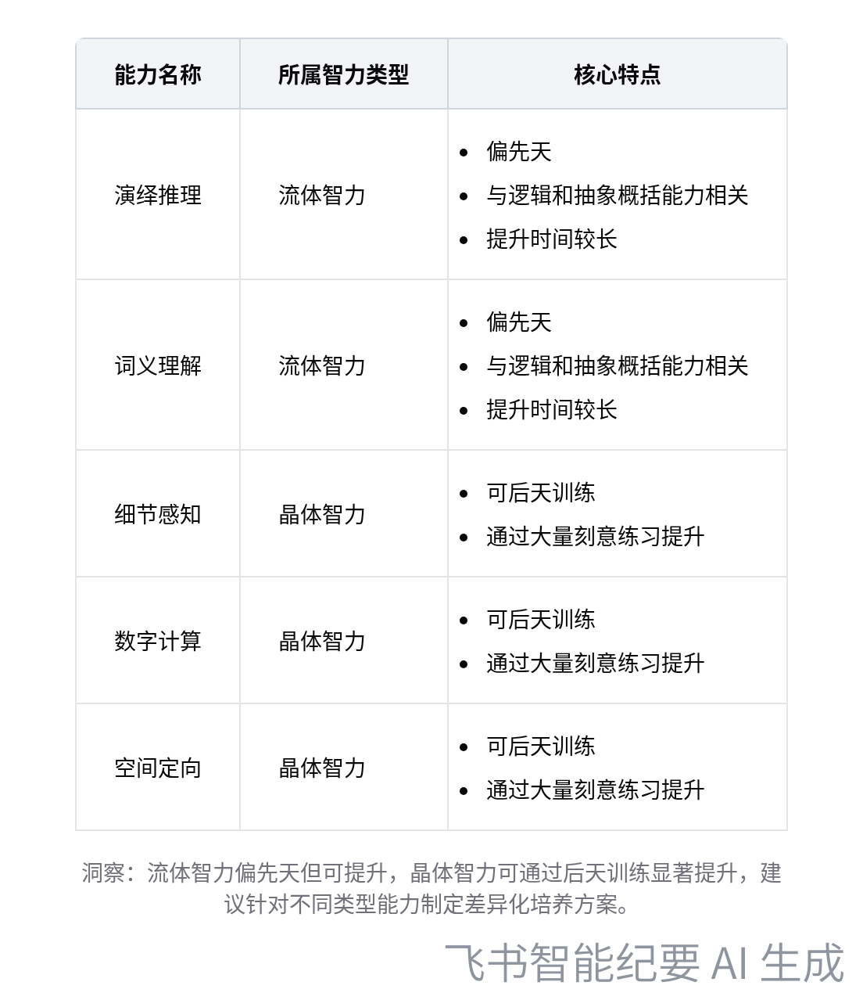 能力名称 所属智力类型 核心特点
演绎推理 流体智力
• 偏先天
• 与逻辑和抽象概括能力相关
• 提升时间较长
词义理解 流体智力
• 偏先天
• 与逻辑和抽象概括能力相关
• 提升时间较长
细节感知 晶体智力
• 可后天训练
• 通过大量刻意练习提升
数字计算 晶体智力
• 可后天训练
• 通过大量刻意练习提升
空间定向 晶体智力
• 可后天训练
• 通过大量刻意练习提升
洞察：流体智力偏先天但可提升，晶体智力可通过后天训练显著提升，建
议针对不同类型能力制定差异化培养方案。
飞书智能纪要 AI 生成